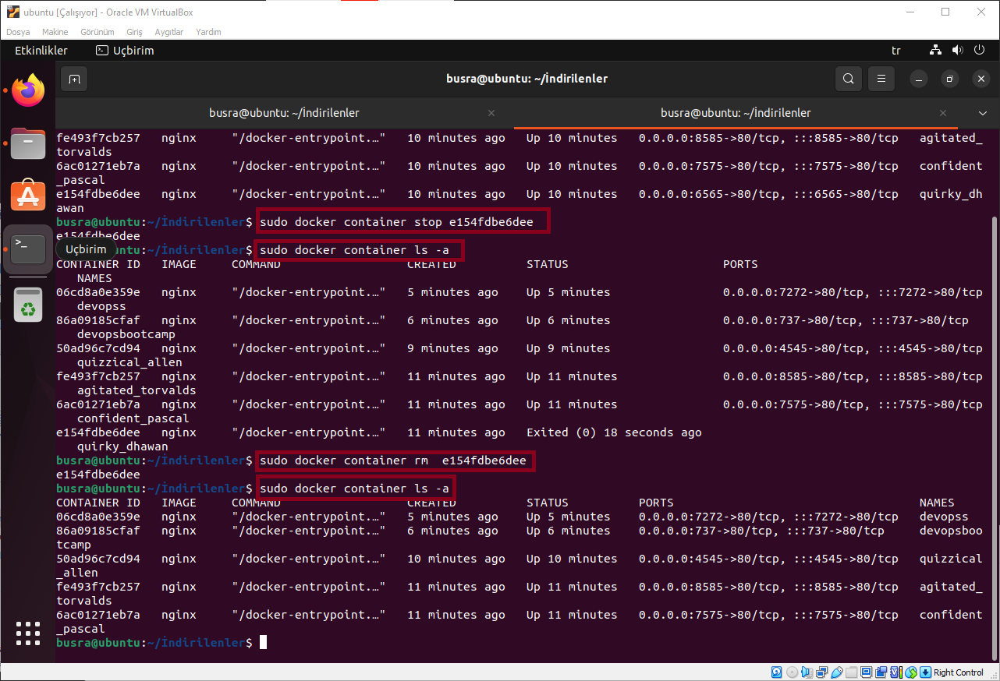 ubuntu [Çalışıyor] - Oracle VM VirtualBox
Dosya Makine Görünüm Giriş Aygıtlar Yardım
Etkinlikler Uçbirim tr
busra@ubuntu: ~/İndirilenler
busra@ubuntu: ~/İndirilenler busra@ubuntu: ~/İndirilenler
fe493f7cb257 nginx "/docker-entrypoint.…" 10 minutes ago Up 10 minutes 0.0.0.0:8585->80/tcp, :::8585->80/tcp agitated_
torvalds
6ac01271eb7a nginx "/docker-entrypoint.…" 10 minutes ago Up 10 minutes 0.0.0.0:7575->80/tcp, :::7575->80/tcp confident
_pascal
e154fdbe6dee nginx "/docker-entrypoint.…" 10 minutes ago Up 10 minutes 0.0.0.0:6565->80/tcp, :::6565->80/tcp quirky_dh
awan
busra@ubuntu:~/İndirilenler$ sudo docker container stop e154fdbe6dee
e154fdbe6dee
Uçbirim ntu:~/İndirilenler$ sudo docker container ls -a
CONTAINER ID IMAGE COMMAND CREATED STATUS PORTS
NAMES
06cd8a0e359e nginx "/docker-entrypoint.…" 5 minutes ago Up 5 minutes 0.0.0.0:7272->80/tcp, :::7272->80/tcp
devopss
86a09185cfaf nginx "/docker-entrypoint.…" 6 minutes ago Up 6 minutes 0.0.0.0:737->80/tcp, :::737->80/tcp
devopsbootcamp
50ad96c7cd94 nginx "/docker-entrypoint.…" 9 minutes ago Up 9 minutes 0.0.0.0:4545->80/tcp, :::4545->80/tcp
quizzical_allen
fe493f7cb257 nginx "/docker-entrypoint.…" 11 minutes ago Up 11 minutes 0.0.0.0:8585->80/tcp, :::8585->80/tcp
agitated_torvalds
6ac01271eb7a nginx "/docker-entrypoint.…" 11 minutes ago Up 11 minutes 0.0.0.0:7575->80/tcp, :::7575->80/tcp
confident_pascal
e154fdbe6dee nginx "/docker-entrypoint.…" 11 minutes ago Exited (0) 18 seconds ago
quirky_dhawan
busra@ubuntu:~/İndirilenler$ sudo docker container rm  e154fdbe6dee
e154fdbe6dee
busra@ubuntu:~/İndirilenler$ sudo docker container ls -a
CONTAINER ID IMAGE COMMAND CREATED STATUS PORTS NAMES
06cd8a0e359e nginx "/docker-entrypoint.…" 5 minutes ago Up 5 minutes 0.0.0.0:7272->80/tcp, :::7272->80/tcp devopss
86a09185cfaf nginx "/docker-entrypoint.…" 6 minutes ago Up 6 minutes 0.0.0.0:737->80/tcp, :::737->80/tcp devopsboo
tcamp
50ad96c7cd94 nginx "/docker-entrypoint.…" 10 minutes ago Up 10 minutes 0.0.0.0:4545->80/tcp, :::4545->80/tcp quizzical
_allen
fe493f7cb257 nginx "/docker-entrypoint.…" 11 minutes ago Up 11 minutes 0.0.0.0:8585->80/tcp, :::8585->80/tcp agitated_
torvalds
6ac01271eb7a nginx "/docker-entrypoint.…" 11 minutes ago Up 11 minutes 0.0.0.0:7575->80/tcp, :::7575->80/tcp confident
_pascal
busra@ubuntu:~/İndirilenler$
Right Control